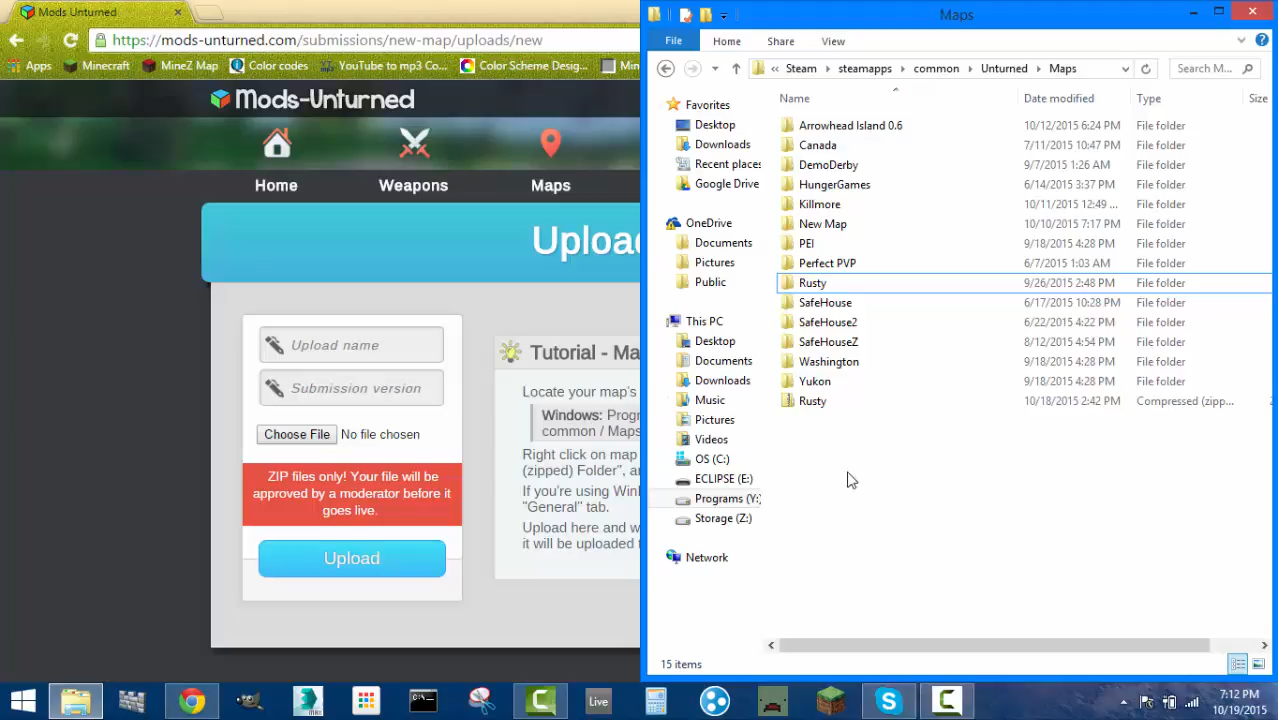 Mods Unturned
https://mods-unturned.com/submissions/new-map/uploads/new
Apps
Minecraft
MineZ Map
Color codes
YouTube to mp3 Co...
Color Scheme Design...
Min
Mods-Unturned
Home
Weapons
Maps
Upload
Upload name
Submission version
Choose File No file chosen
ZIP files only! Your file will be
approved by a moderator before it
goes live.
Upload
Tutorial - Ma
Locate your map's
Windows: Progr
common / Maps
Right click on map
(zipped) Folder", an
If you're using Win
"General" tab.
Upload here and w
it will be uploaded t
Maps
File Home Share View
« Steam steamapps common Unturned Maps
Search M...
Name Date modified Type Size
Favorites
Desktop
Downloads
Recent places
Google Drive
OneDrive
Documents
Pictures
Public
This PC
Desktop
Documents
Downloads
Music
Pictures
Videos
OS (C:)
ECLIPSE (E:)
Programs (Y:)
Storage (Z:)
Network
Arrowhead Island 0.6 10/12/2015 6:24 PM File folder
Canada 7/11/2015 10:47 PM File folder
DemoDerby 9/7/2015 1:26 AM File folder
HungerGames 6/14/2015 3:37 PM File folder
Killmore 10/11/2015 12:49 ... File folder
New Map 10/10/2015 7:17 PM File folder
PEI 9/18/2015 4:28 PM File folder
Perfect PVP 6/7/2015 1:03 AM File folder
Rusty 9/26/2015 2:48 PM File folder
SafeHouse 6/17/2015 10:28 PM File folder
SafeHouse2 6/22/2015 4:22 PM File folder
SafeHouseZ 8/12/2015 4:54 PM File folder
Washington 9/18/2015 4:28 PM File folder
Yukon 9/18/2015 4:28 PM File folder
Rusty 10/18/2015 2:42 PM Compressed (zipp...
15 items
Live
7:12 PM
10/19/2015